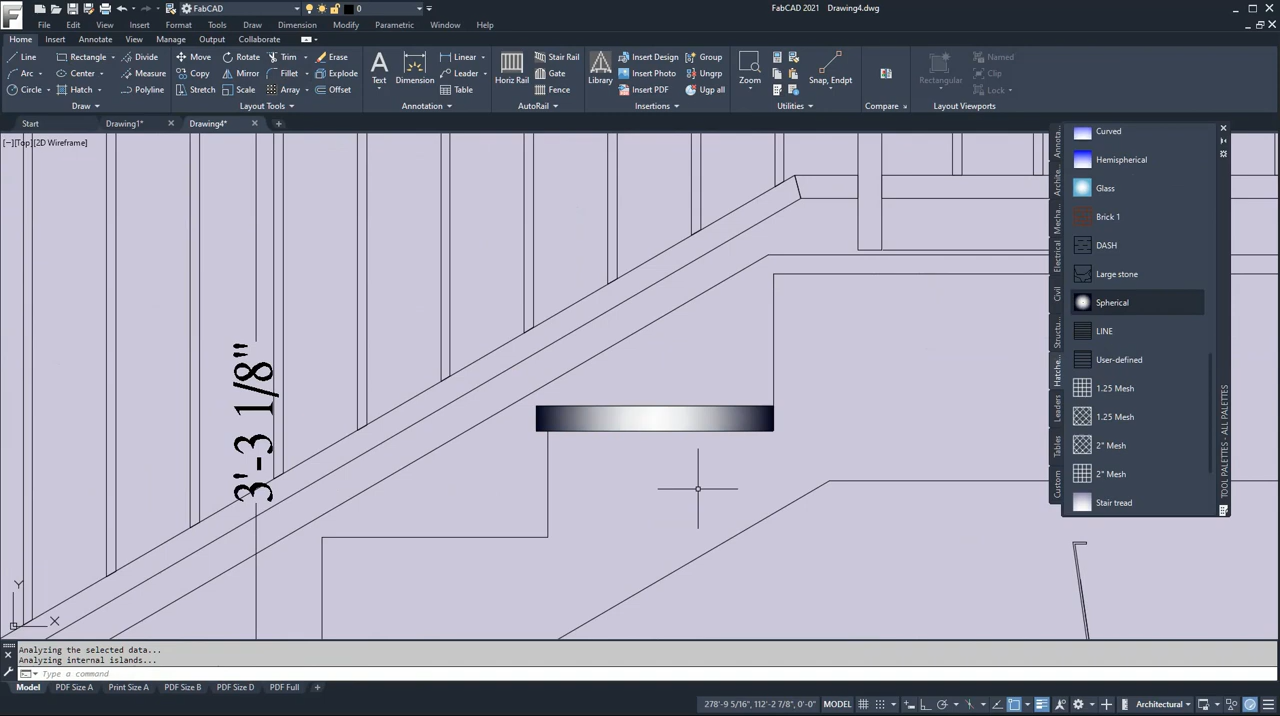 FabCAD
0
FabCAD 2021 Drawing4.dwg
File Edit View Insert Format Tools Draw Dimension Modify Parametric Window Help
Home Insert Annotate View Manage Output Collaborate
Line Rectangle Divide Move Rotate Trim Erase Linear Stair Rail Insert Design Group Named
Arc Center Measure Copy Mirror Fillet Explode Leader Gate Insert Photo Ungrp Clip
Text Dimension Horiz Rail Library Zoom Snap, Endpt Rectangular
Circle Hatch Polyline Stretch Scale Array Offset Table Fence Insert PDF Ugp all Lock
Draw Layout Tools Annotation AutoRail Insertions Utilities Compare Layout Viewports
Start Drawing1* Drawing4*
[−][Top][2D Wireframe]
3'-3 1/8"
Annota...
Archite...
Mecha...
Electrical
Civil
Structu...
Hatche...
Leaders
Tables
Custom
Curved
Hemispherical
Glass
Brick 1
DASH
Large stone
Spherical
LINE
User-defined
1.25 Mesh
1.25 Mesh
2" Mesh
2" Mesh
Stair tread
TOOL PALETTES - ALL PALETTES
Y
X
Analyzing the selected data...
Analyzing internal islands...
Type a command
Model PDF Size A Print Size A PDF Size B PDF Size D PDF Full
278'-9 5/16", 112'-2 7/8", 0'-0" MODEL Architectural